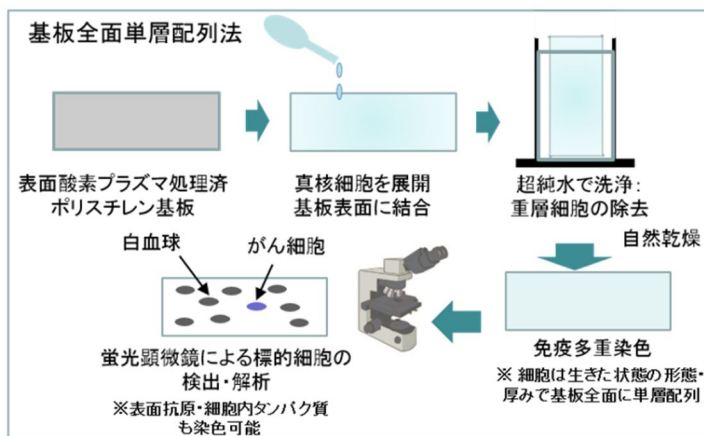 基板全面単層配列法
表面酸素プラズマ処理済
ポリスチレン基板
真核細胞を展開
基板表面に結合
超純水で洗浄:
重層細胞の除去
自然乾燥
免疫多重染色
※ 細胞は生きた状態の形態・
厚みで基板全面に単層配列
白血球
がん細胞
蛍光顕微鏡による標的細胞の
検出・解析
※表面抗原・細胞内タンパク質
も染色可能